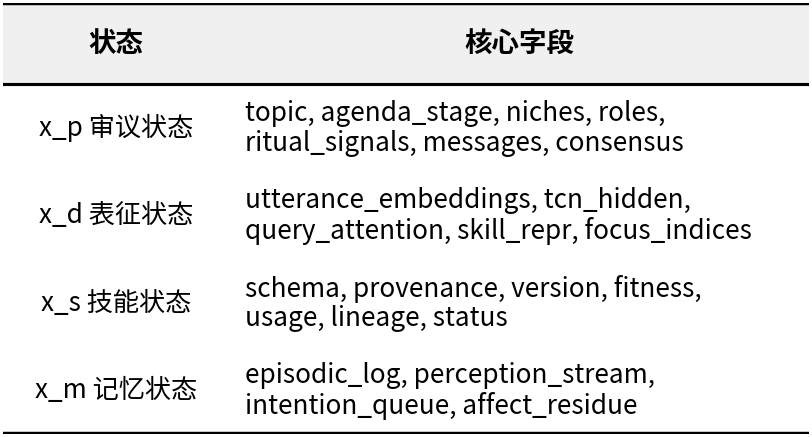 状态 核心字段
x_p 审议状态 topic, agenda_stage, niches, roles,
ritual_signals, messages, consensus
x_d 表征状态 utterance_embeddings, tcn_hidden,
query_attention, skill_repr, focus_indices
x_s 技能状态 schema, provenance, version, fitness,
usage, lineage, status
x_m 记忆状态 episodic_log, perception_stream,
intention_queue, affect_residue